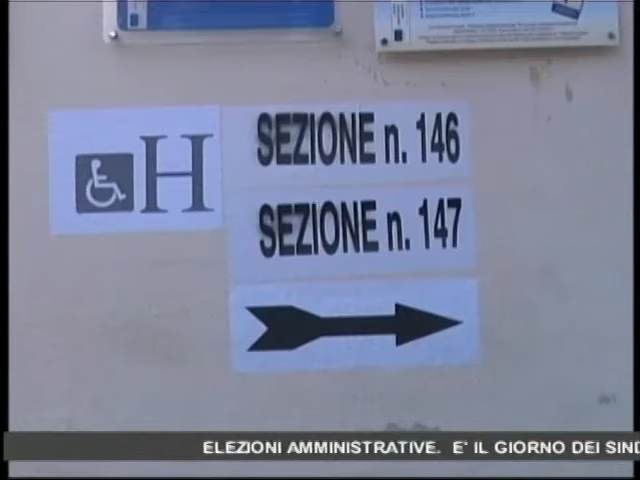 H
SEZIONE n. 146
SEZIONE n. 147
ELEZIONI AMMINISTRATIVE. E' IL GIORNO DEI SIND